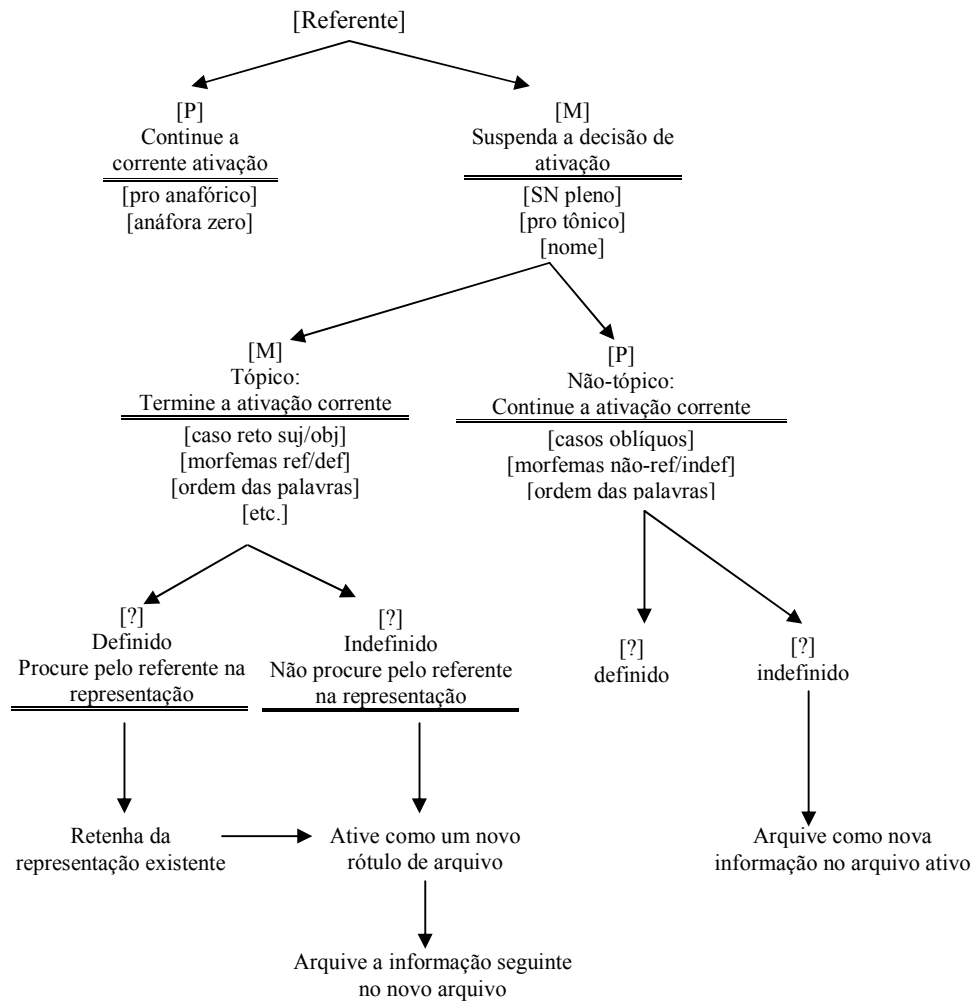 [Referente]
[P]
Continue a
corrente ativação
[pro anafórico]
[anáfora zero]
[M]
Suspenda a decisão de
ativação
[SN pleno]
[pro tônico]
[nome]
[M]
Tópico:
Termine a ativação corrente
[caso reto suj/obj]
[morfemas ref/def]
[ordem das palavras]
[etc.]
[P]
Não-tópico:
Continue a ativação corrente
[casos oblíquos]
[morfemas não-ref/indef]
[ordem das palavras]
[?]
Definido
Procure pelo referente na
representação
[?]
Indefinido
Não procure pelo referente
na representação
[?]
definido
[?]
indefinido
Retenha da
representação existente
Ative como um novo
rótulo de arquivo
Arquive como nova
informação no arquivo ativo
Arquive a informação seguinte
no novo arquivo